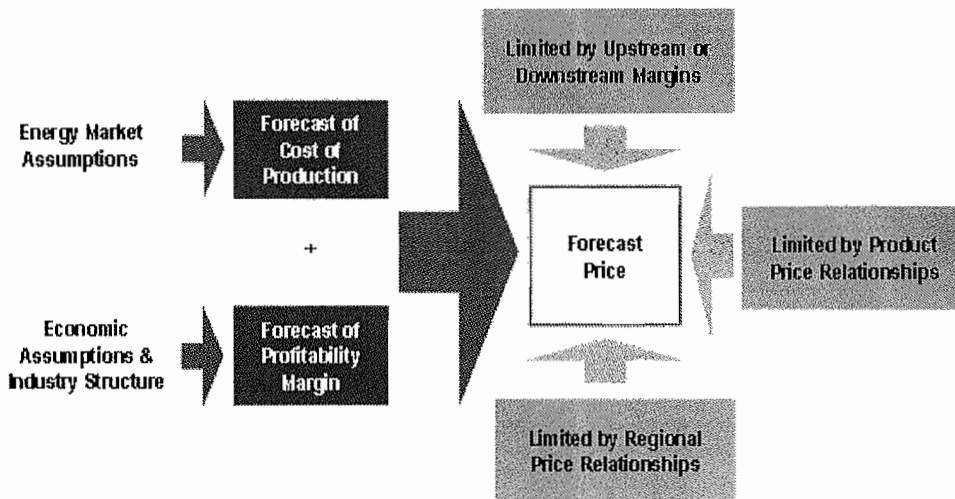 Energy Market
Assumptions
Forecast of
Cost of
Production
+
Economic
Assumptions &
Industry Structure
Forecast of
Profitability
Margin
Limited by Upstream or
Downstream Margins
Forecast
Price
Limited by Product
Price Relationships
Limited by Regional
Price Relationships